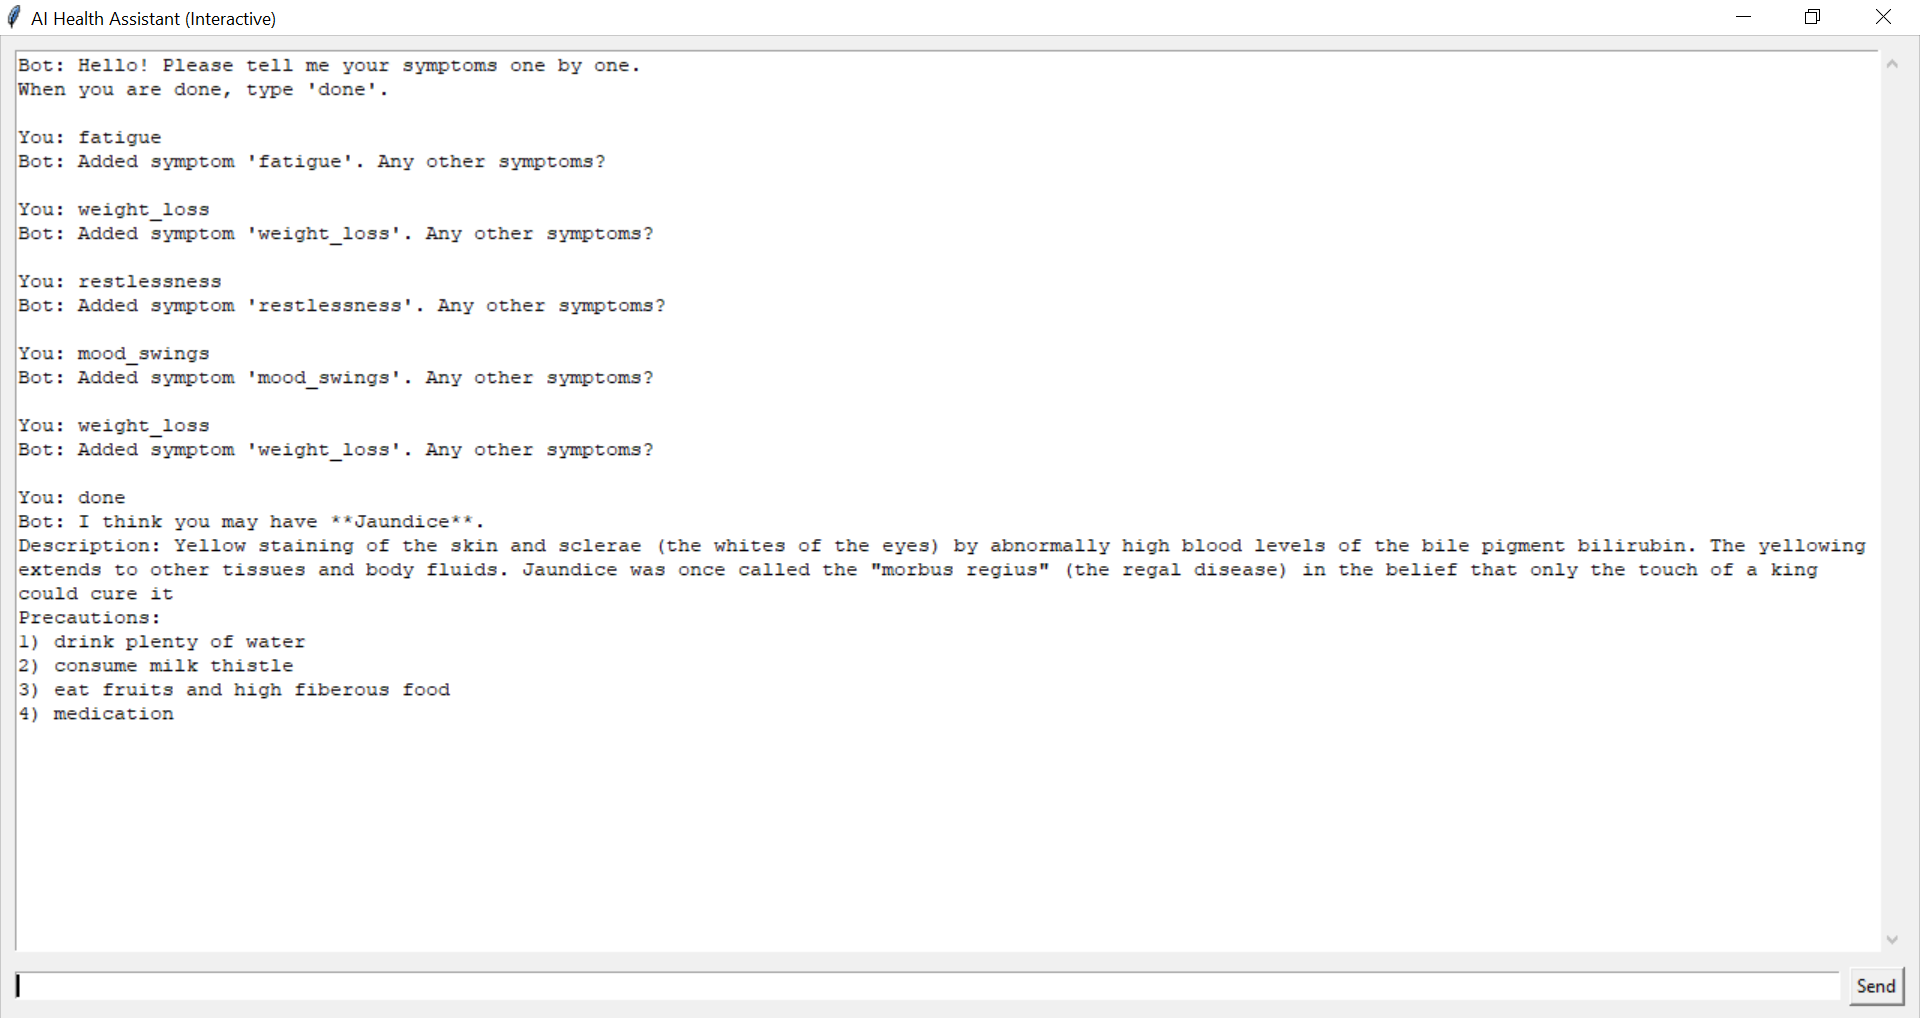 AI Health Assistant (Interactive)
Bot: Hello! Please tell me your symptoms one by one.
When you are done, type 'done'.
You: fatigue
Bot: Added symptom 'fatigue'. Any other symptoms?
You: weight_loss
Bot: Added symptom 'weight_loss'. Any other symptoms?
You: restlessness
Bot: Added symptom 'restlessness'. Any other symptoms?
You: mood_swings
Bot: Added symptom 'mood_swings'. Any other symptoms?
You: weight_loss
Bot: Added symptom 'weight_loss'. Any other symptoms?
You: done
Bot: I think you may have **Jaundice**.
Description: Yellow staining of the skin and sclerae (the whites of the eyes) by abnormally high blood levels of the bile pigment bilirubin. The yellowing
extends to other tissues and body fluids. Jaundice was once called the "morbus regius" (the regal disease) in the belief that only the touch of a king
could cure it
Precautions:
1) drink plenty of water
2) consume milk thistle
3) eat fruits and high fiberous food
4) medication
Send